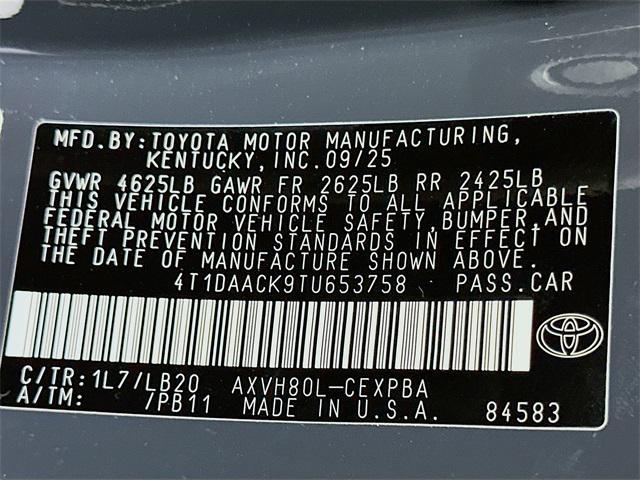 MFD.BY: TOYOTA MOTOR MANUFACTURING,
KENTUCKY, INC. 09/25
GVWR 4625LB GAWR FR 2625LB RR 2425LB
THIS VEHICLE CONFORMS TO ALL APPLICABLE
FEDERAL MOTOR VEHICLE SAFETY, BUMPER, AND
THEFT PREVENTION STANDARDS IN EFFECT ON
THE DATE OF MANUFACTURE SHOWN ABOVE.
4T1DAACK9TU653758 PASS.CAR
C/TR: 1L7/LB20 AXVH80L-CEXPBA
A/TM: /PB11 MADE IN U.S.A. 84583